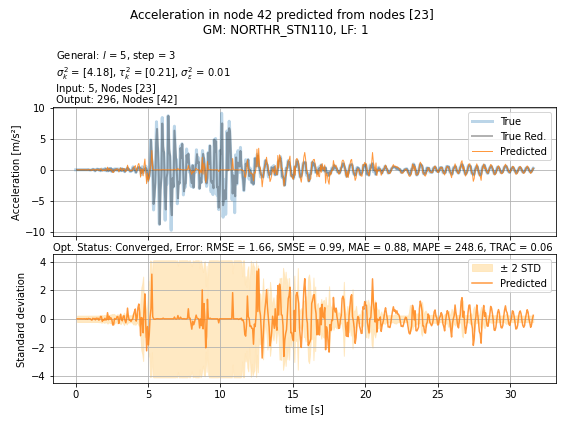 Acceleration in node 42 predicted from nodes [23]
GM: NORTHR_STN110, LF: 1
General: l = 5, step = 3
σ²ₖ = [4.18], τ²ₖ = [0.21], σ²ε = 0.01
Input: 5, Nodes [23]
Output: 296, Nodes [42]
Acceleration [m/s²]
10
5
0
−5
−10
True
True Red.
Predicted
Opt. Status: Converged, Error: RMSE = 1.66, SMSE = 0.99, MAE = 0.88, MAPE = 248.6, TRAC = 0.06
Standard deviation
4
2
0
−2
−4
± 2 STD
Predicted
0 5 10 15 20 25 30
time [s]